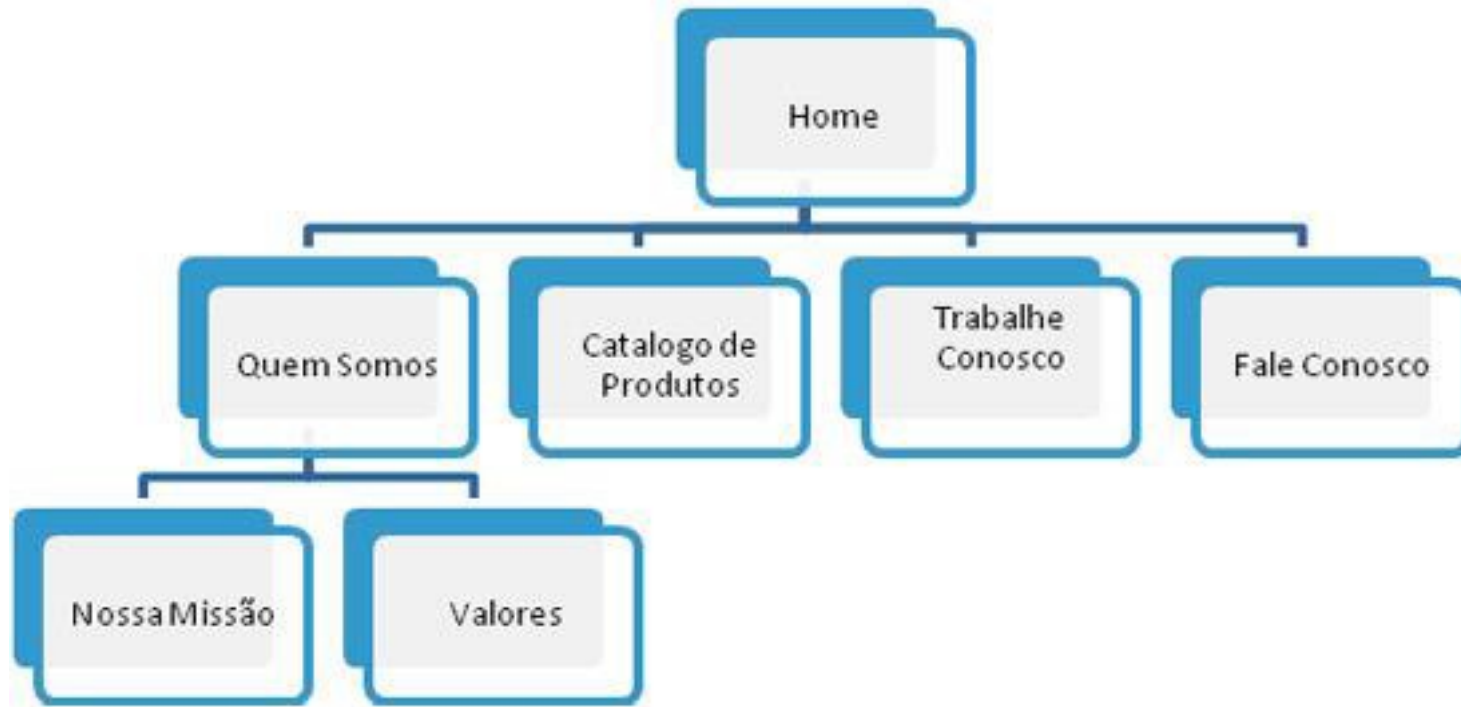 Home
Quem Somos
Catalogo de
Produtos
Trabalhe
Conosco
Fale Conosco
Nossa Missão
Valores